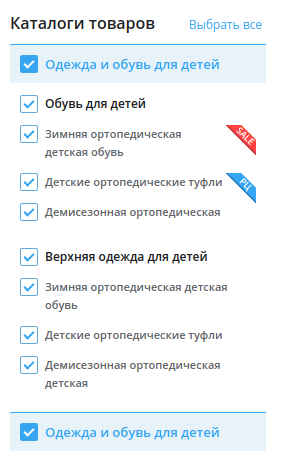 Каталоги товаров
Выбрать все
Одежда и обувь для детей
Обувь для детей
Зимняя ортопедическая
детская обувь
SALE
Детские ортопедические туфли
РЦ
Демисезонная ортопедическая
Верхняя одежда для детей
Зимняя ортопедическая детская
обувь
Детские ортопедические туфли
Демисезонная ортопедическая
детская
Одежда и обувь для детей